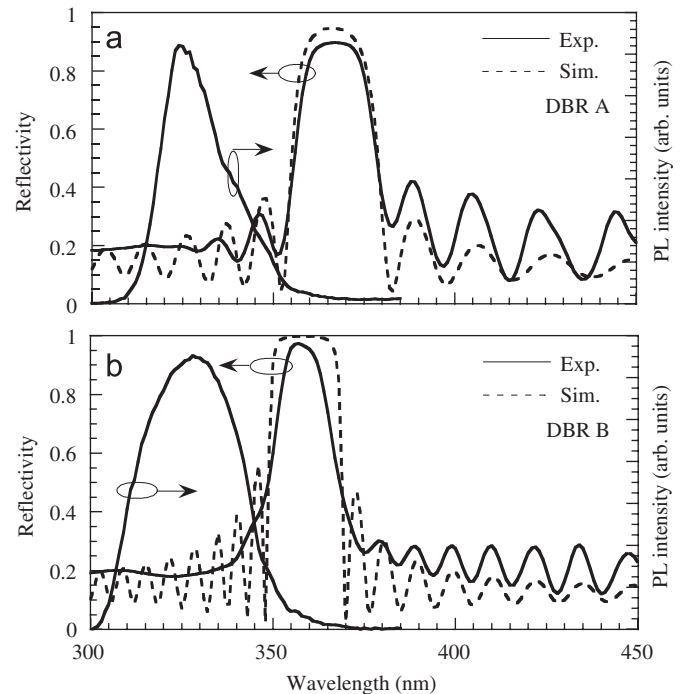 1
0.8
0.6
0.4
0.2
0
Reflectivity
a
Exp.
Sim.
DBR A
PL intensity (arb. units)
1
0.8
0.6
0.4
0.2
0
Reflectivity
b
Exp.
Sim.
DBR B
PL intensity (arb. units)
300 350 400 450
Wavelength (nm)